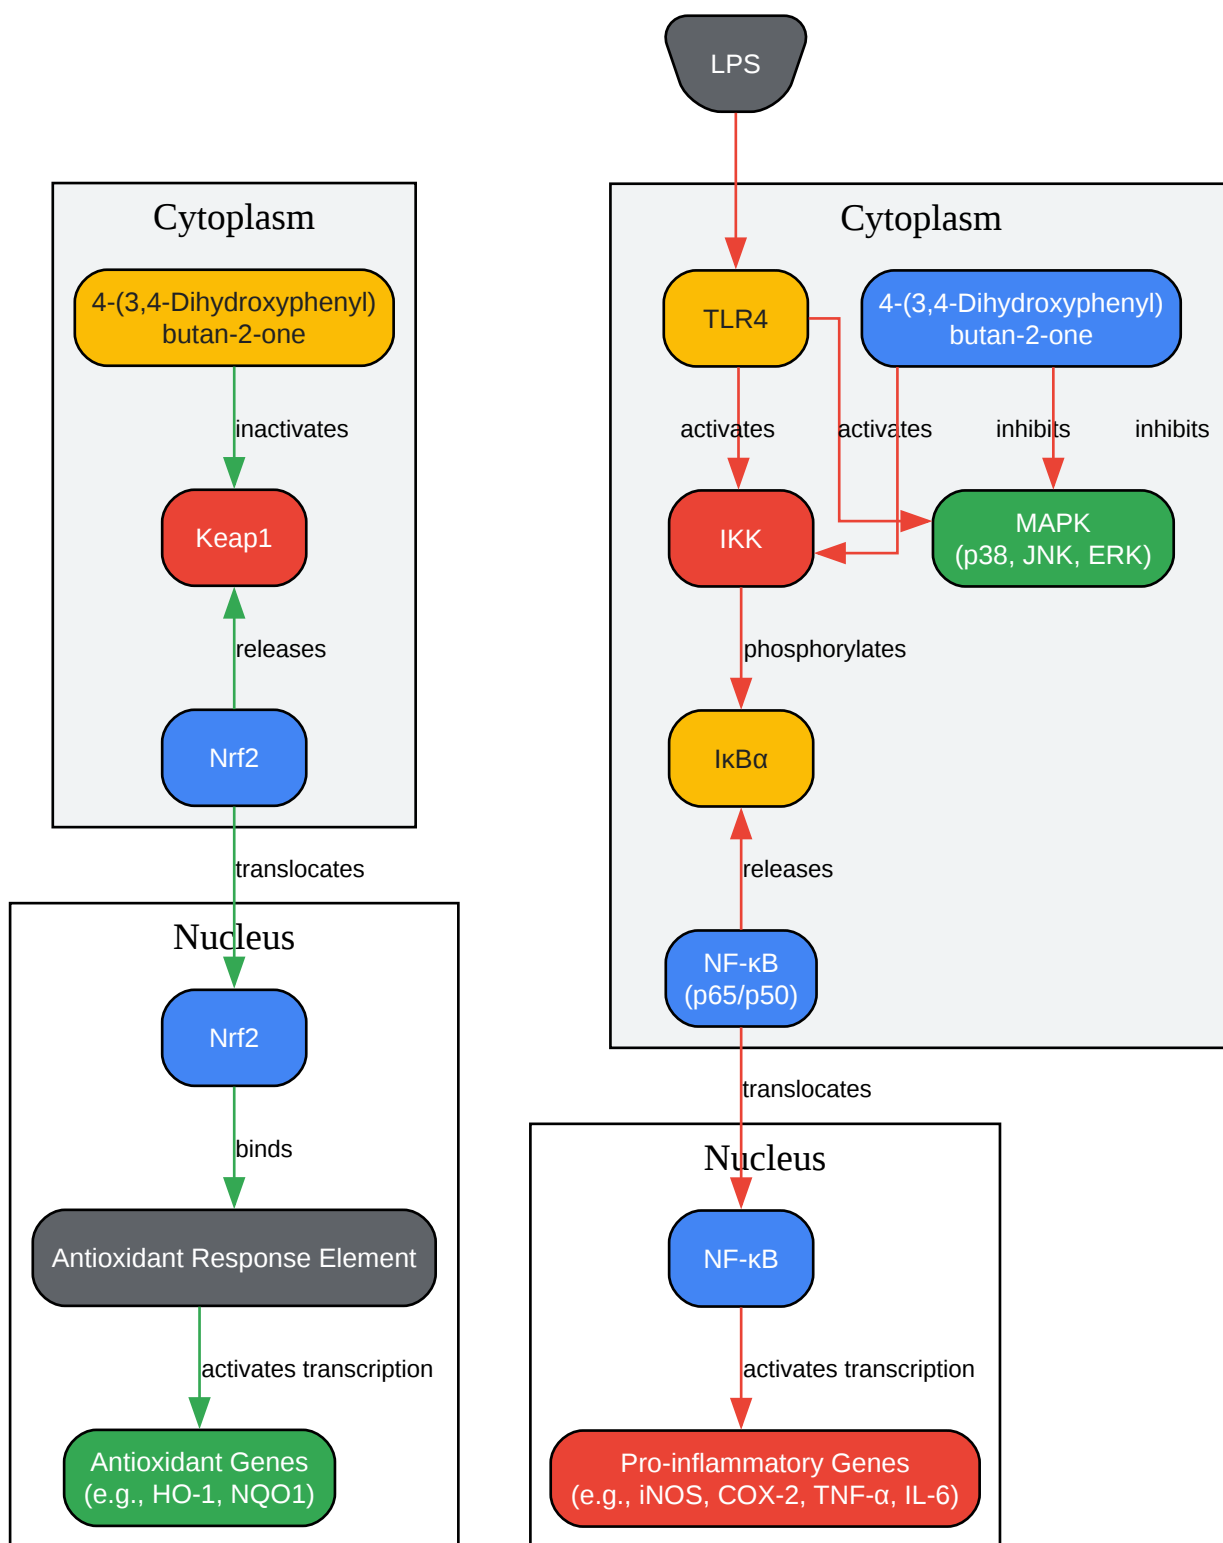 LPS
Cytoplasm
4-(3,4-Dihydroxyphenyl)
butan-2-one
inactivates
Keap1
releases
Nrf2
translocates
Nucleus
Nrf2
binds
Antioxidant Response Element
activates transcription
Antioxidant Genes
(e.g., HO-1, NQO1)
Cytoplasm
TLR4
4-(3,4-Dihydroxyphenyl)
butan-2-one
activates
activates
inhibits
inhibits
IKK
MAPK
(p38, JNK, ERK)
phosphorylates
IκBα
releases
NF-κB
(p65/p50)
translocates
Nucleus
NF-κB
activates transcription
Pro-inflammatory Genes
(e.g., iNOS, COX-2, TNF-α, IL-6)